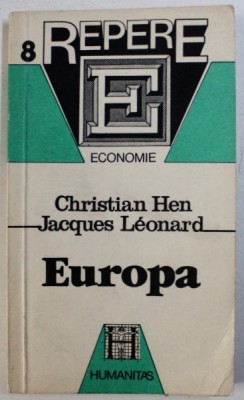 8 REPERE
E
ECONOMIE
Christian Hen
Jacques Léonard
Europa
HUMANITAS